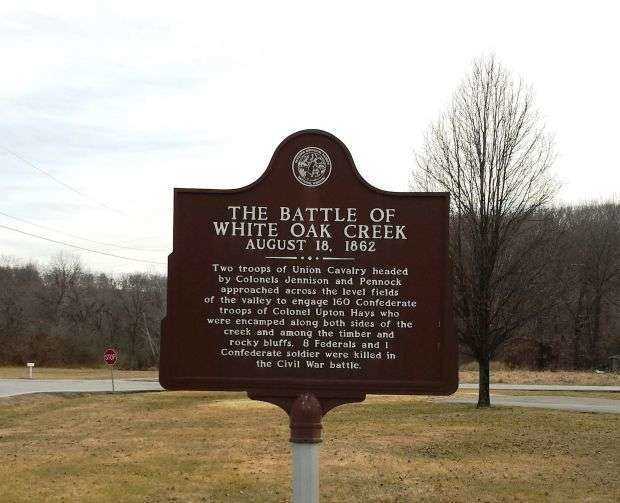 THE BATTLE OF
WHITE OAK CREEK
AUGUST 18, 1862
Two troops of Union Cavalry headed
by Colonels Jennison and Pennock
approached across the level fields
of the valley to engage 160 Confederate
troops of Colonel Upton Hays who
were encamped along both sides of the
creek and among the timber and
rocky bluffs. 8 Federals and 1
Confederate soldier were killed in
the Civil War battle.
STOP